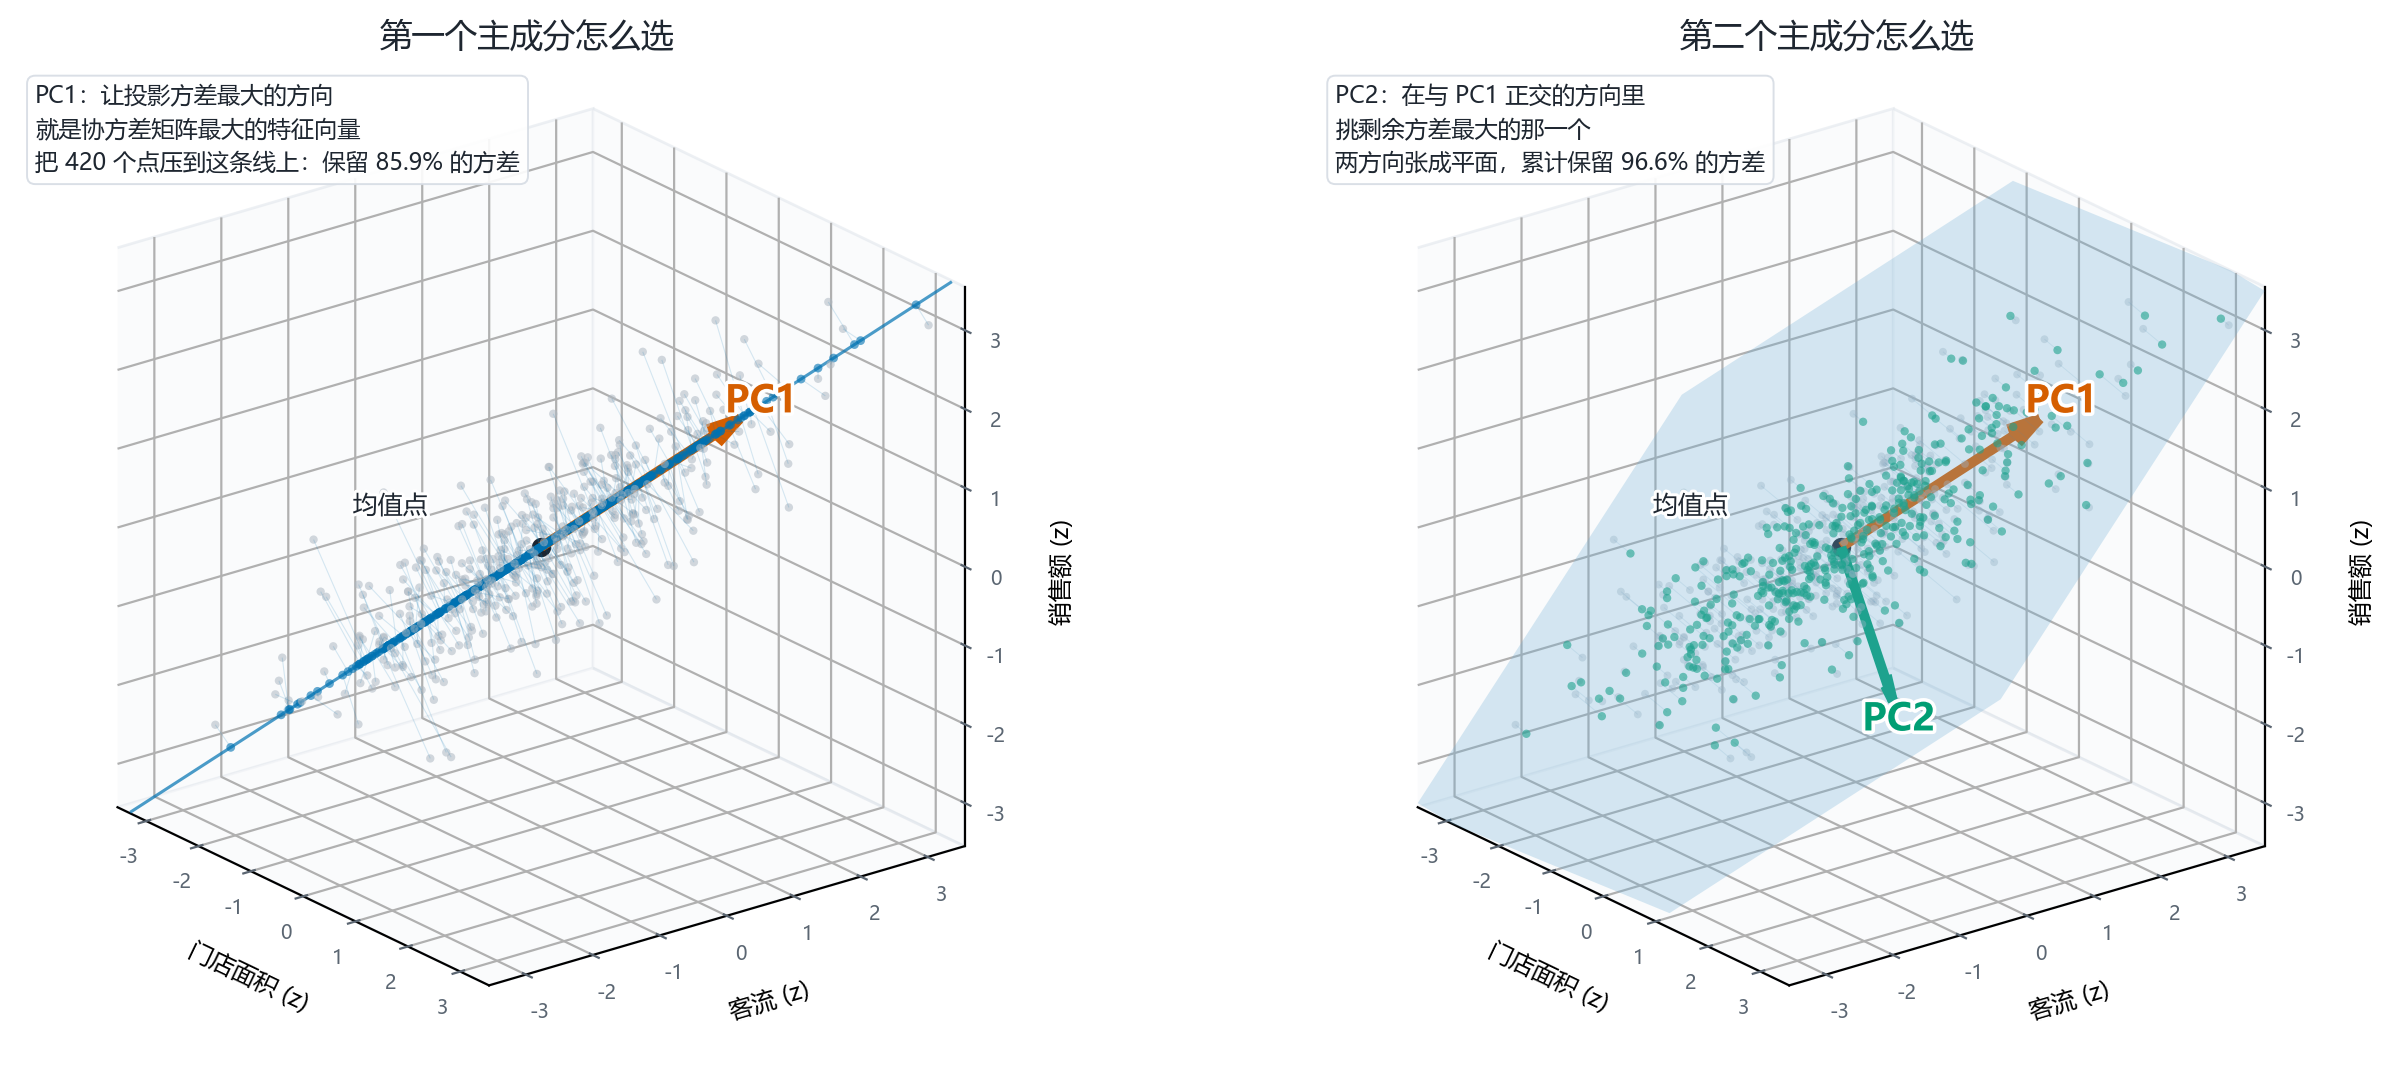 第一个主成分怎么选
PC1：让投影方差最大的方向
就是协方差矩阵最大的特征向量
把 420 个点压到这条线上：保留 85.9% 的方差
PC1
均值点
3
2
1
0
-1
-2
-3
销售额 (z)
-3
-2
-1
0
1
2
3
门店面积 (z)
-3
-2
-1
0
1
2
3
客流 (z)
第二个主成分怎么选
PC2：在与 PC1 正交的方向里
挑剩余方差最大的那一个
两方向张成平面，累计保留 96.6% 的方差
PC1
均值点
PC2
3
2
1
0
-1
-2
-3
销售额 (z)
-3
-2
-1
0
1
2
3
门店面积 (z)
-3
-2
-1
0
1
2
3
客流 (z)